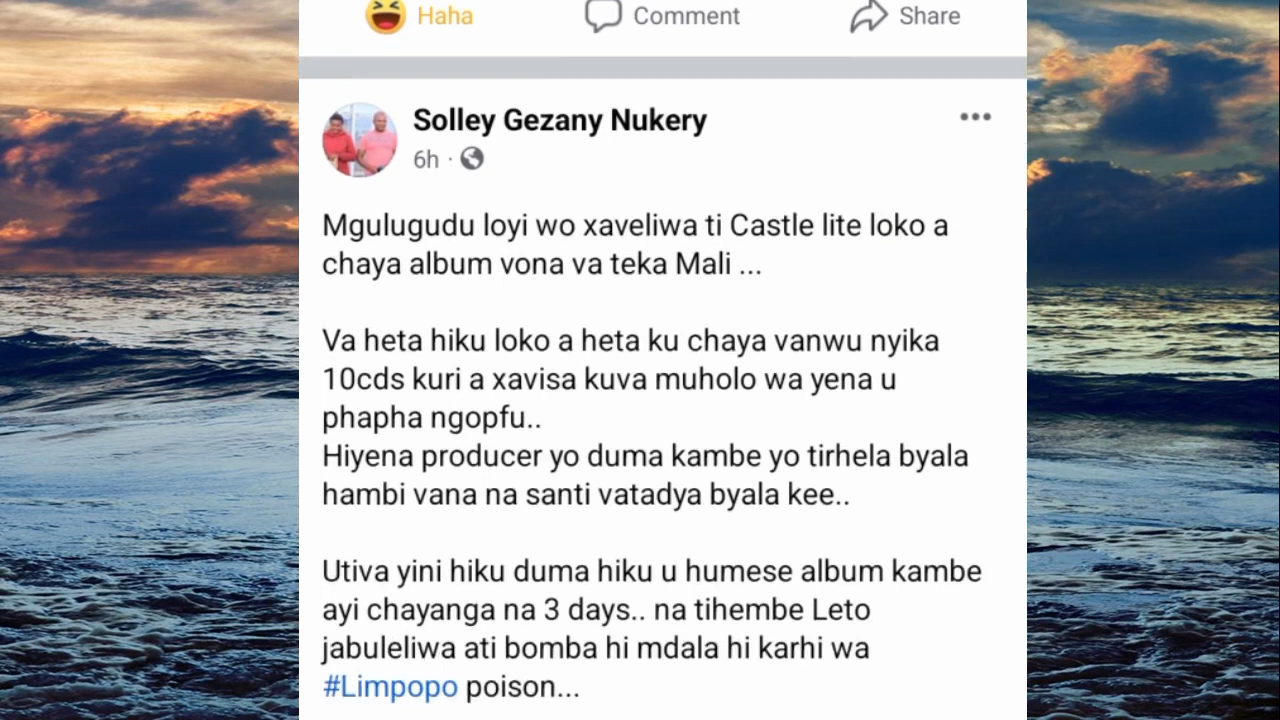 Haha Comment Share
Solley Gezany Nukery
6h ·
Mgulugudu loyi wo xaveliwa ti Castle lite loko a
chaya album vona va teka Mali ...
Va heta hiku loko a heta ku chaya vanwu nyika
10cds kuri a xavisa kuva muholo wa yena u
phapha ngopfu..
Hiyena producer yo duma kambe yo tirhela byala
hambi vana na santi vatadya byala kee..
Utiva yini hiku duma hiku u humese album kambe
ayi chayanga na 3 days.. na tihembe Leto
jabuleliwa ati bomba hi mdala hi karhi wa
#Limpopo poison...